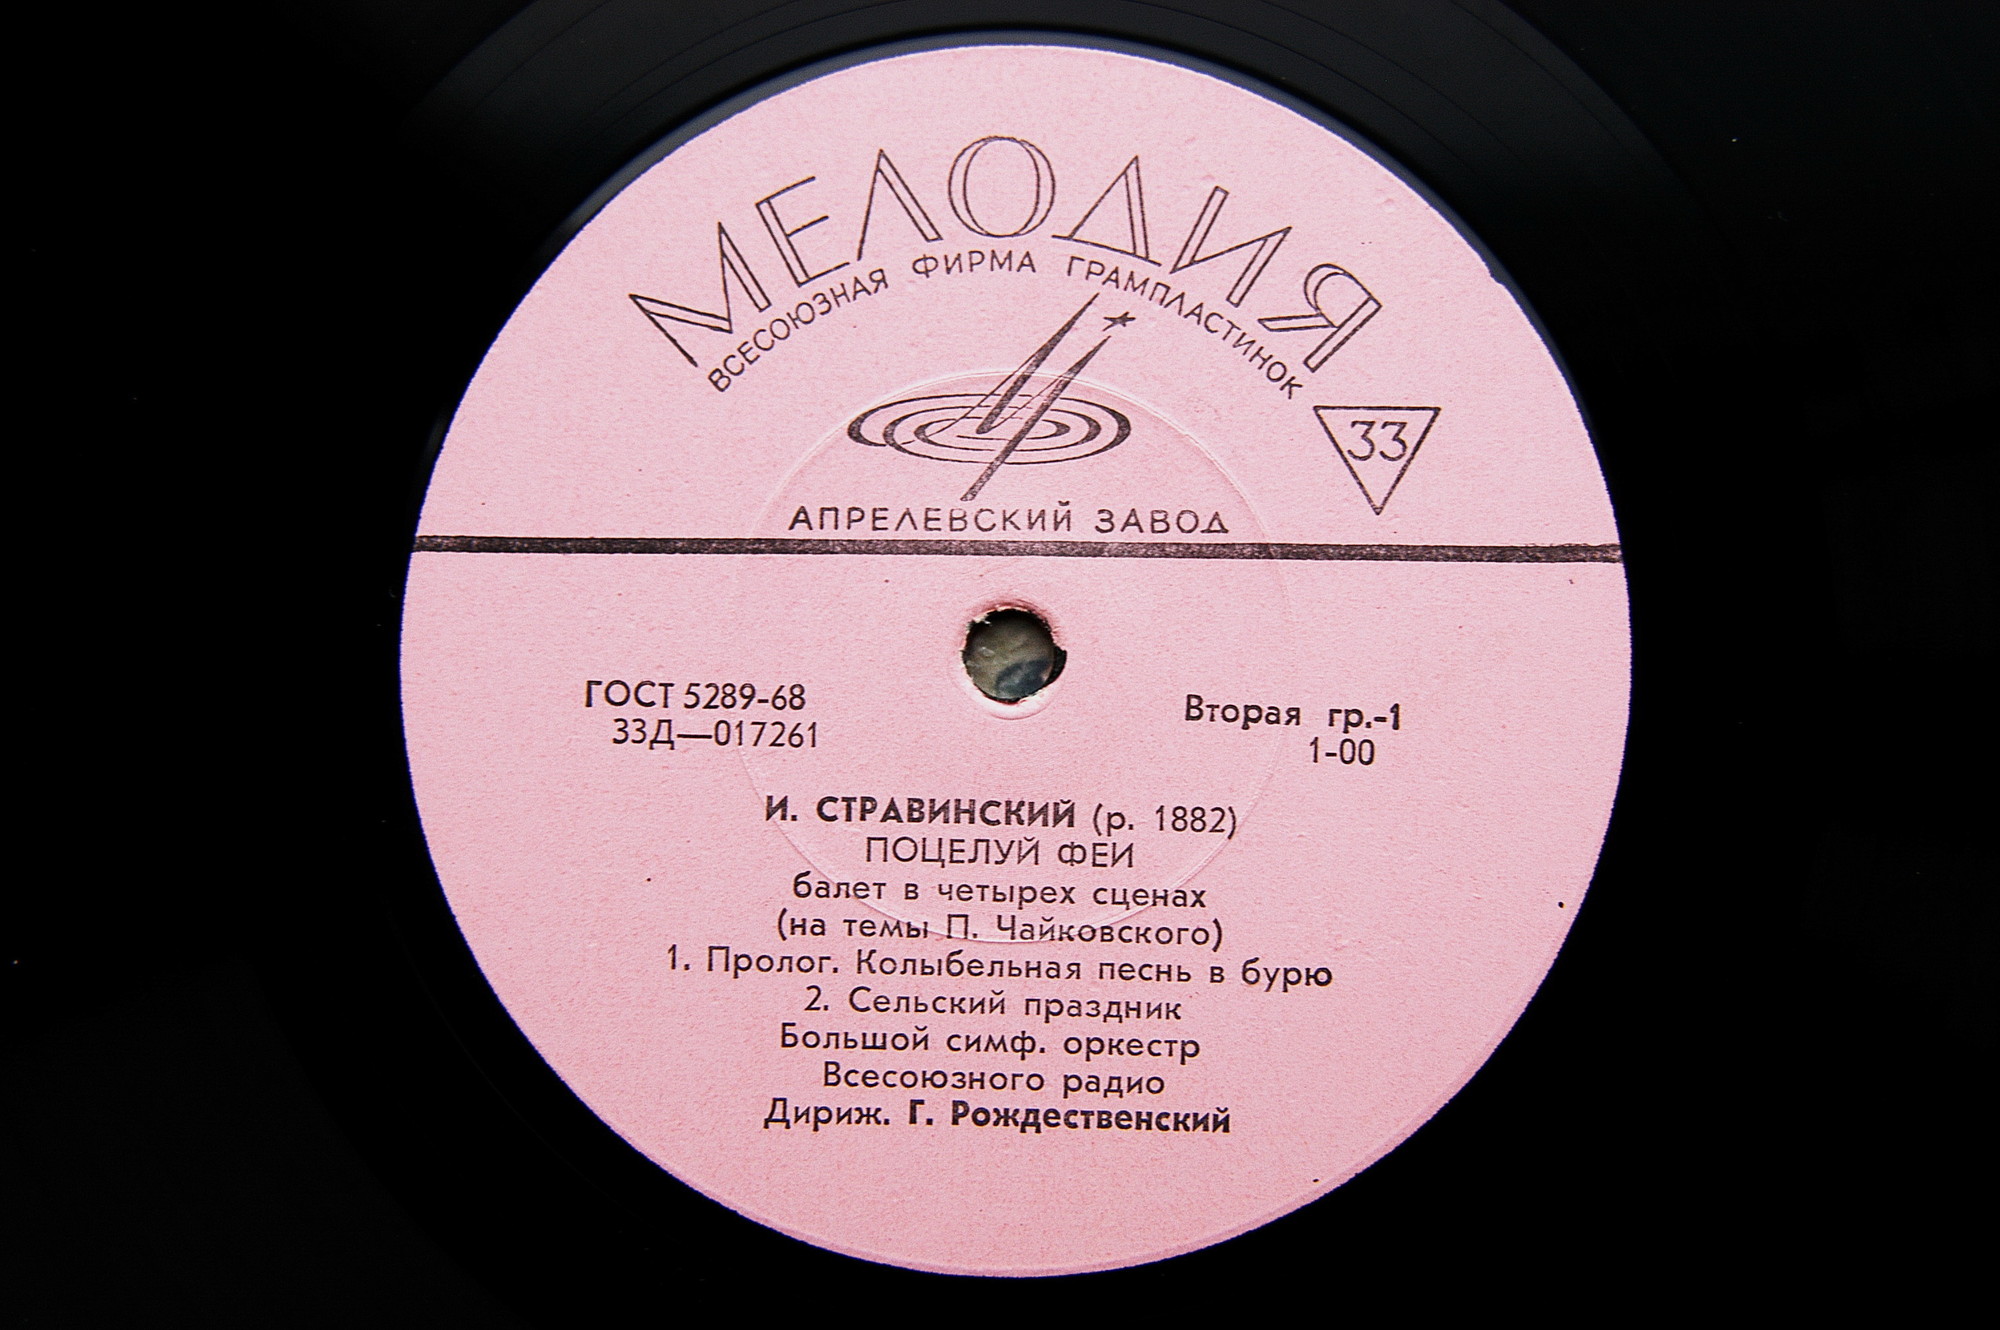 МЕЛОДИЯ
ВСЕСОЮЗНАЯ ФИРМА ГРАМПЛАСТИНОК
33
АПРЕЛЕВСКИЙ ЗАВОД
ГОСТ 5289-68
33Д—017261
Вторая гр.-1
1-00
И. СТРАВИНСКИЙ (р. 1882)
ПОЦЕЛУЙ ФЕИ
балет в четырех сценах
(на темы П. Чайковского)
1. Пролог. Колыбельная песнь в бурю
2. Сельский праздник
Большой симф. оркестр
Всесоюзного радио
Дириж. Г. Рождественский